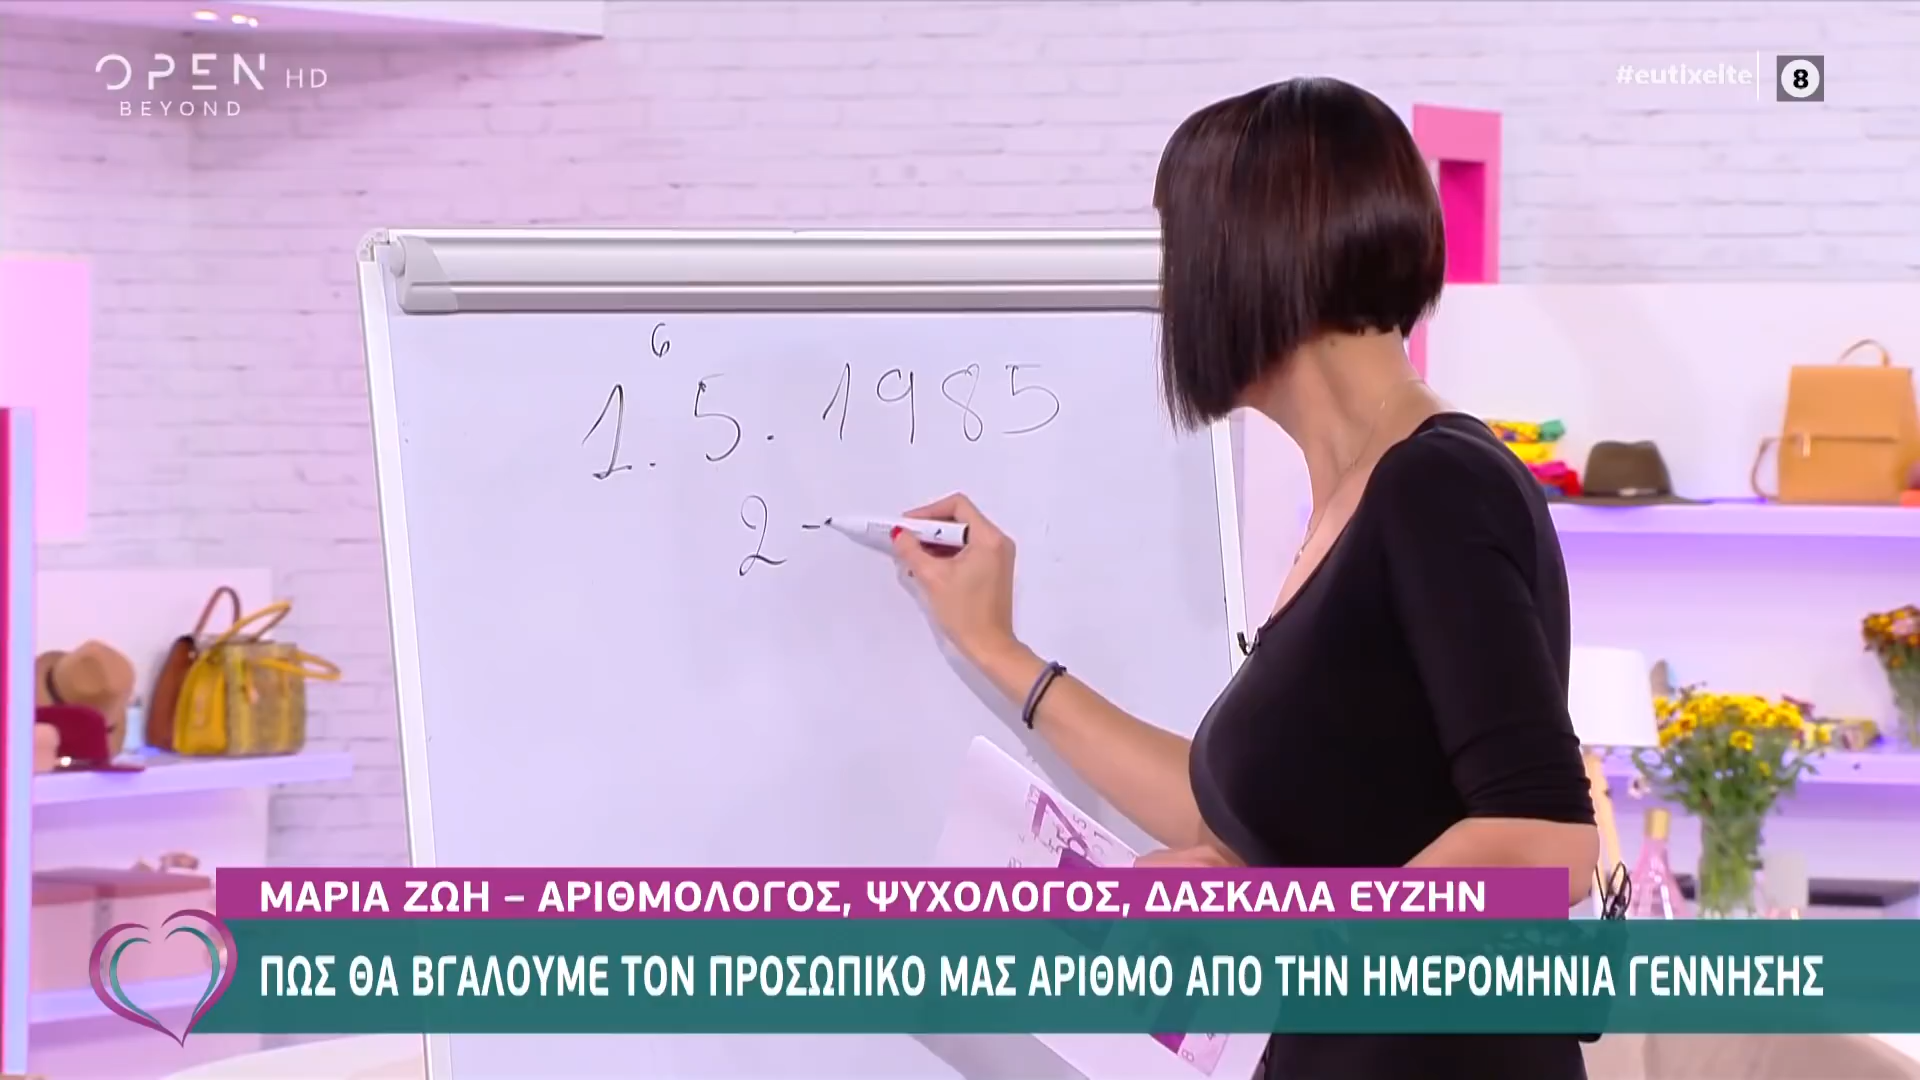 OPEN HD
BEYOND
#eutixeite
8
6
1.5.1985
2 -
ΜΑΡΙΑ ΖΩΗ – ΑΡΙΘΜΟΛΟΓΟΣ, ΨΥΧΟΛΟΓΟΣ, ΔΑΣΚΑΛΑ ΕΥΖΗΝ
ΠΩΣ ΘΑ ΒΓΑΛΟΥΜΕ ΤΟΝ ΠΡΟΣΩΠΙΚΟ ΜΑΣ ΑΡΙΘΜΟ ΑΠΟ ΤΗΝ ΗΜΕΡΟΜΗΝΙΑ ΓΕΝΝΗΣΗΣ